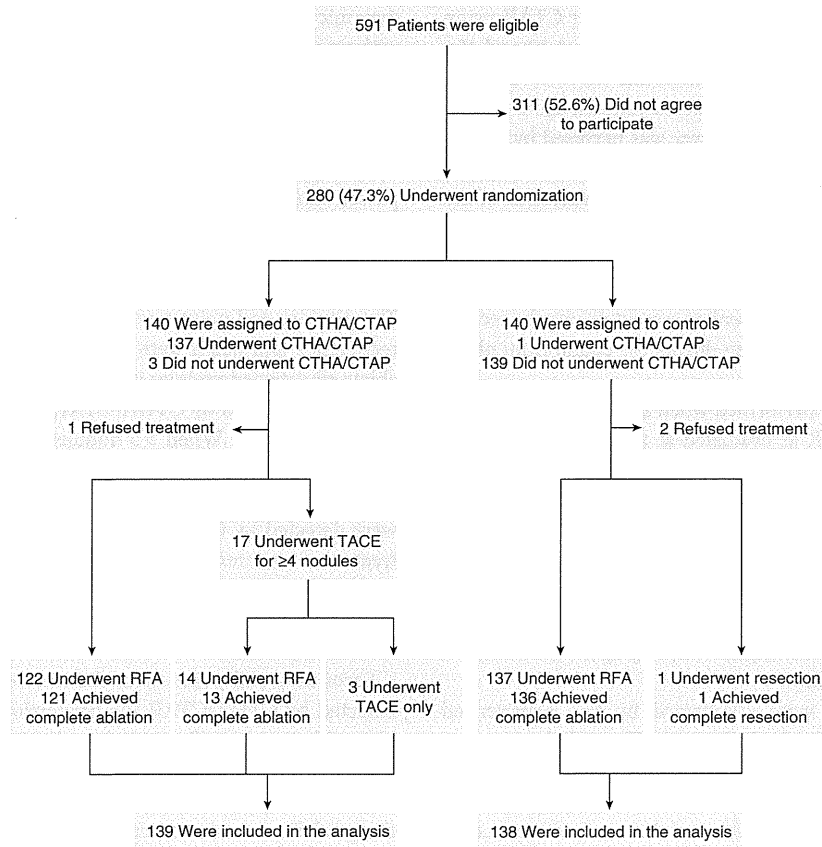 591 Patients were eligible
311 (52.6%) Did not agree
to participate
280 (47.3%) Underwent randomization
140 Were assigned to CTHA/CTAP
137 Underwent CTHA/CTAP
3 Did not underwent CTHA/CTAP
140 Were assigned to controls
1 Underwent CTHA/CTAP
139 Did not underwent CTHA/CTAP
1 Refused treatment
2 Refused treatment
17 Underwent TACE
for ≥4 nodules
122 Underwent RFA
121 Achieved
complete ablation
14 Underwent RFA
13 Achieved
complete ablation
3 Underwent
TACE only
137 Underwent RFA
136 Achieved
complete ablation
1 Underwent resection
1 Achieved
complete resection
139 Were included in the analysis
138 Were included in the analysis